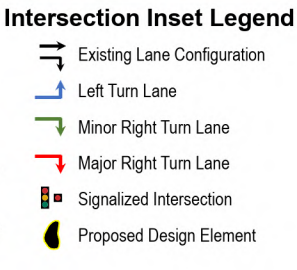 Intersection Inset Legend
Existing Lane Configuration
Left Turn Lane
Minor Right Turn Lane
Major Right Turn Lane
Signalized Intersection
Proposed Design Element